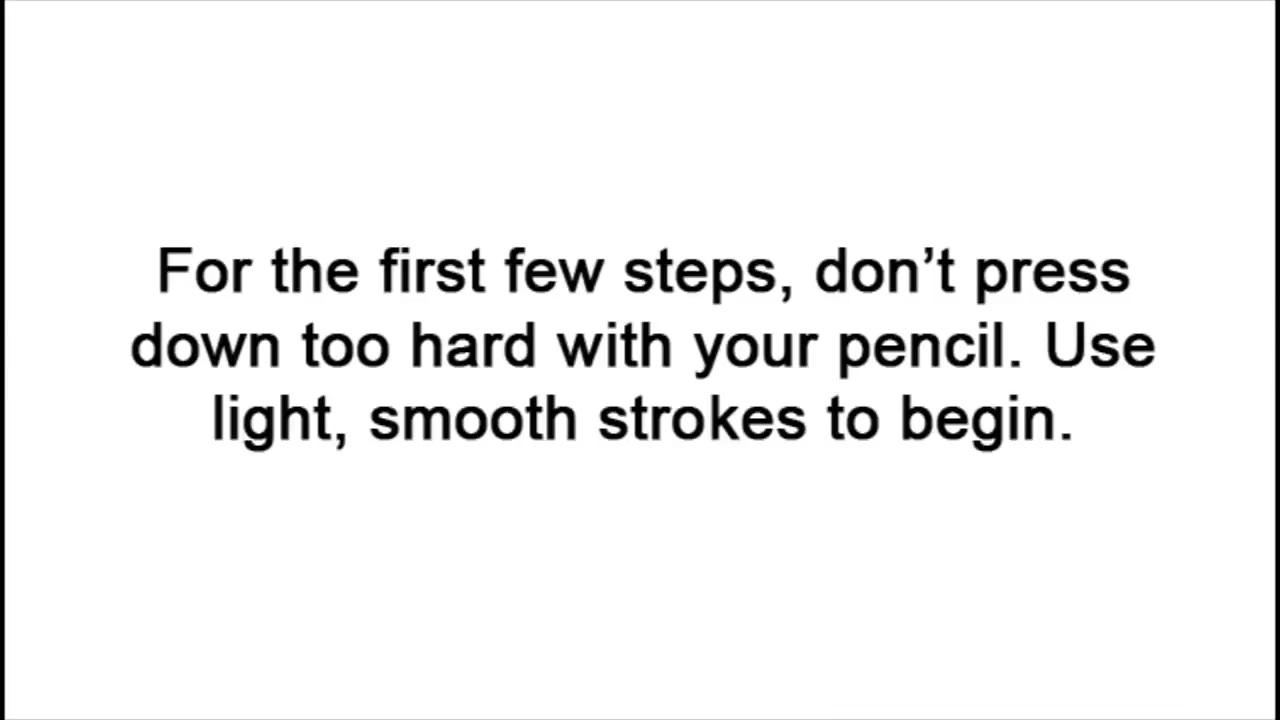 For the first few steps, don’t press
down too hard with your pencil. Use
light, smooth strokes to begin.